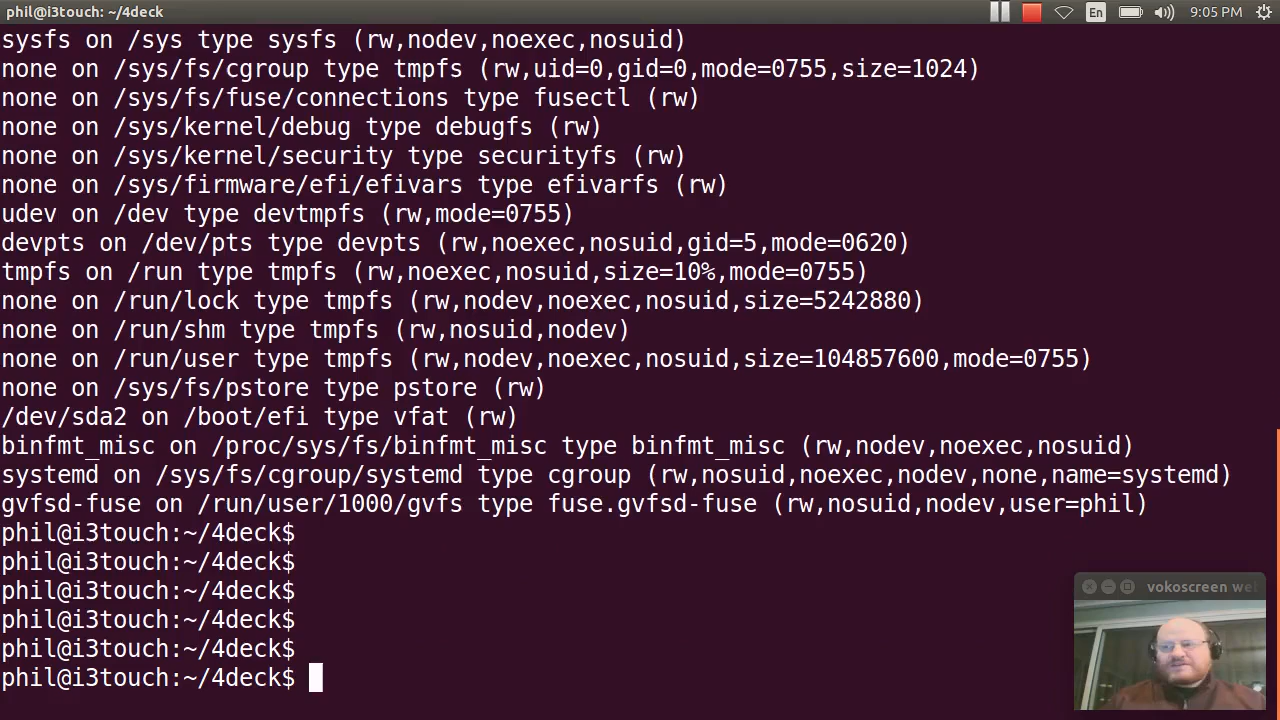 phil@i3touch: ~/4deck
En
9:05 PM
sysfs on /sys type sysfs (rw,nodev,noexec,nosuid)
none on /sys/fs/cgroup type tmpfs (rw,uid=0,gid=0,mode=0755,size=1024)
none on /sys/fs/fuse/connections type fusectl (rw)
none on /sys/kernel/debug type debugfs (rw)
none on /sys/kernel/security type securityfs (rw)
none on /sys/firmware/efi/efivars type efivarfs (rw)
udev on /dev type devtmpfs (rw,mode=0755)
devpts on /dev/pts type devpts (rw,noexec,nosuid,gid=5,mode=0620)
tmpfs on /run type tmpfs (rw,noexec,nosuid,size=10%,mode=0755)
none on /run/lock type tmpfs (rw,nodev,noexec,nosuid,size=5242880)
none on /run/shm type tmpfs (rw,nosuid,nodev)
none on /run/user type tmpfs (rw,nodev,noexec,nosuid,size=104857600,mode=0755)
none on /sys/fs/pstore type pstore (rw)
/dev/sda2 on /boot/efi type vfat (rw)
binfmt_misc on /proc/sys/fs/binfmt_misc type binfmt_misc (rw,nodev,noexec,nosuid)
systemd on /sys/fs/cgroup/systemd type cgroup (rw,nosuid,noexec,nodev,none,name=systemd)
gvfsd-fuse on /run/user/1000/gvfs type fuse.gvfsd-fuse (rw,nosuid,nodev,user=phil)
phil@i3touch:~/4deck$
phil@i3touch:~/4deck$
phil@i3touch:~/4deck$
phil@i3touch:~/4deck$
phil@i3touch:~/4deck$
phil@i3touch:~/4deck$
vokoscreen we